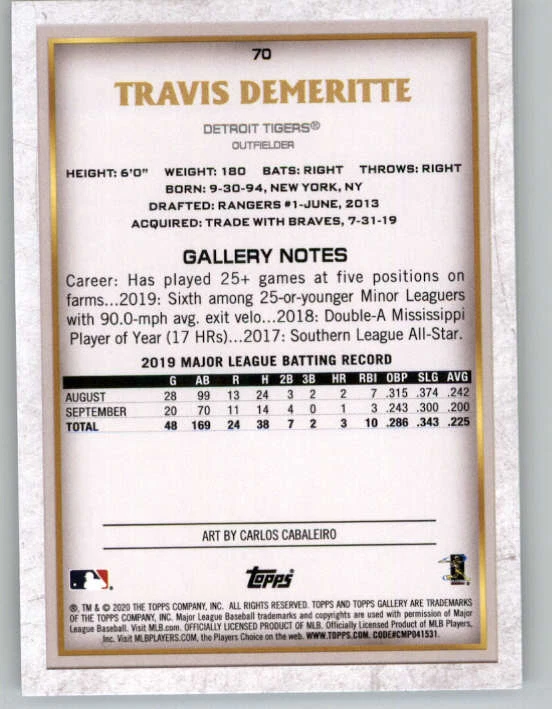 70
TRAVIS DEMERITTE
DETROIT TIGERS®
OUTFIELDER
HEIGHT: 6'0" WEIGHT: 180 BATS: RIGHT THROWS: RIGHT
BORN: 9-30-94, NEW YORK, NY
DRAFTED: RANGERS #1-JUNE, 2013
ACQUIRED: TRADE WITH BRAVES, 7-31-19
GALLERY NOTES
Career: Has played 25+ games at five positions on
farms...2019: Sixth among 25-or-younger Minor Leaguers
with 90.0-mph avg. exit velo...2018: Double-A Mississippi
Player of Year (17 HRs)...2017: Southern League All-Star.
2019 MAJOR LEAGUE BATTING RECORD
G AB R H 2B 3B HR RBI OBP SLG AVG
AUGUST 28 99 13 24 3 2 2 7 .315 .374 .242
SEPTEMBER 20 70 11 14 4 0 1 3 .243 .300 .200
TOTAL 48 169 24 38 7 2 3 10 .286 .343 .225
ART BY CARLOS CABALEIRO
Topps
®, TM & © 2020 THE TOPPS COMPANY, INC. ALL RIGHTS RESERVED. TOPPS AND TOPPS GALLERY ARE TRADEMARKS
OF THE TOPPS COMPANY, INC. Major League Baseball trademarks and copyrights are used with permission of Major
League Baseball. Visit MLB.com. OFFICIALLY LICENSED PRODUCT OF MLB. Officially Licensed Product of MLB Players,
Inc. Visit MLBPLAYERS.COM, the Players Choice on the web. WWW.TOPPS.COM. CODE#CMP041531.